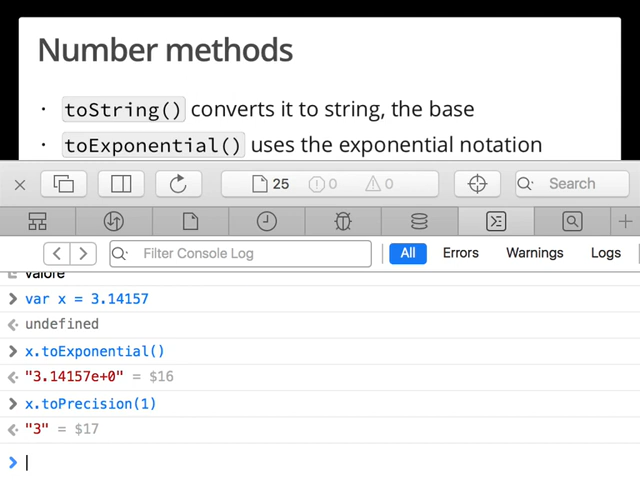 Number methods
· toString() converts it to string, the base
· toExponential() uses the exponential notation
25 0 0 Search
Filter Console Log All Errors Warnings Logs
valore
> var x = 3.14157
undefined
> x.toExponential()
"3.14157e+0" = $16
> x.toPrecision(1)
"3" = $17
>